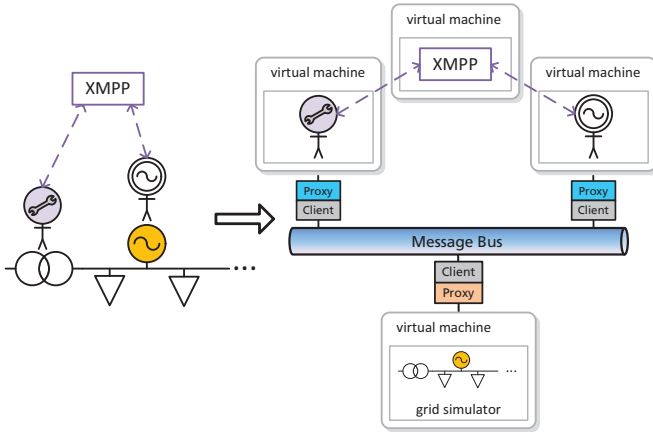 virtual machine
XMPP
virtual machine
XMPP
virtual machine
Proxy
Client
Proxy
Client
Message Bus
...
Client
Proxy
virtual machine
...
grid simulator